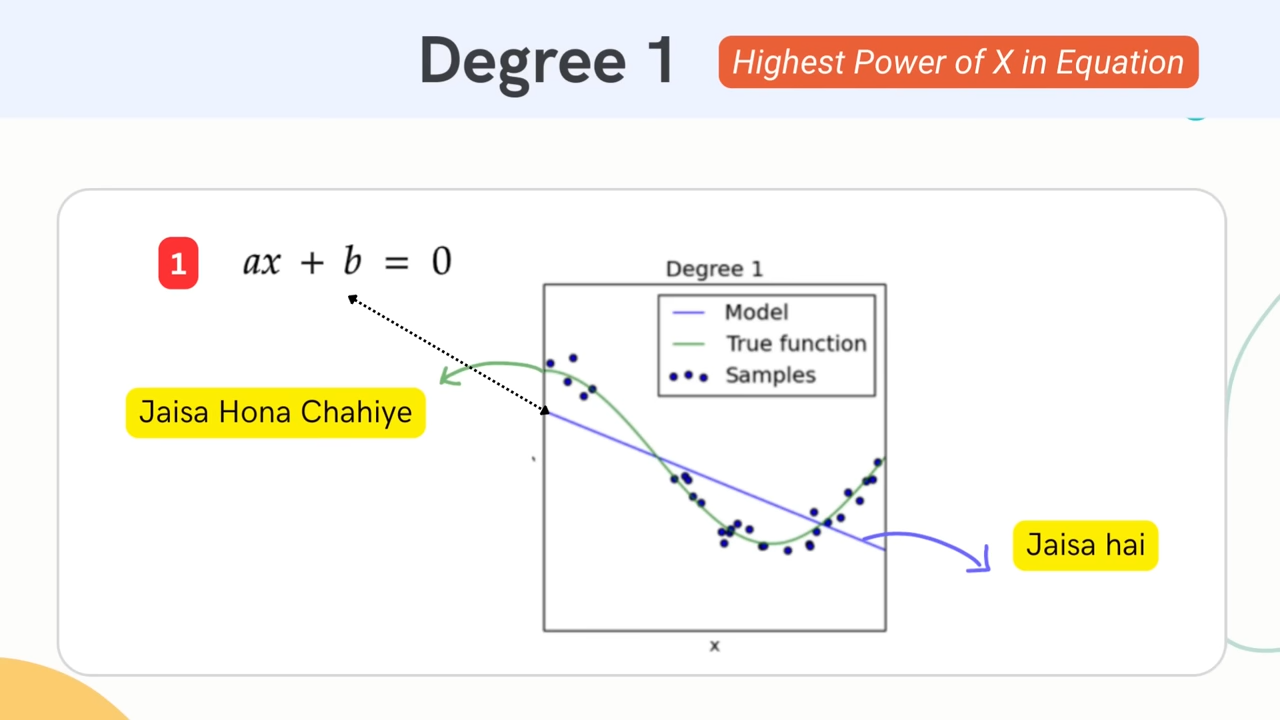 Degree 1
Highest Power of X in Equation
1
ax + b = 0
Degree 1
Model
True function
Samples
Jaisa Hona Chahiye
Jaisa hai
x